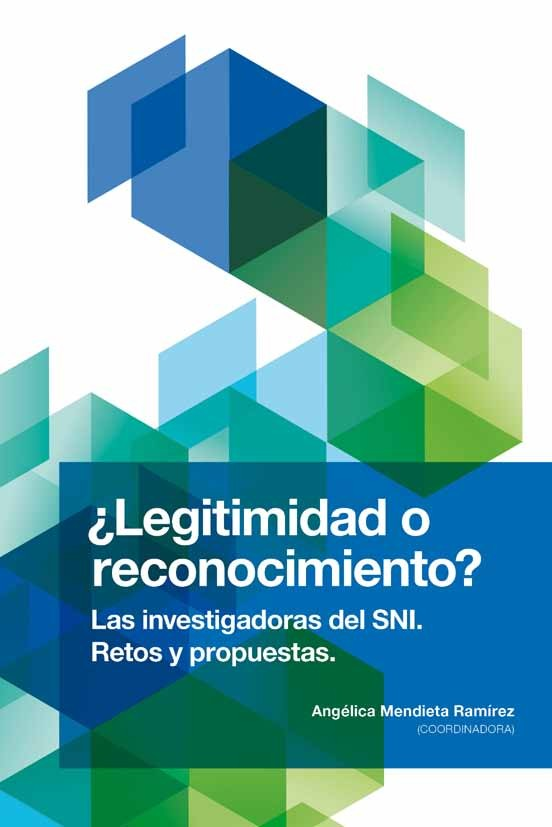 ¿Legitimidad o
reconocimiento?
Las investigadoras del SNI.
Retos y propuestas.
Angélica Mendieta Ramírez
(COORDINADORA)